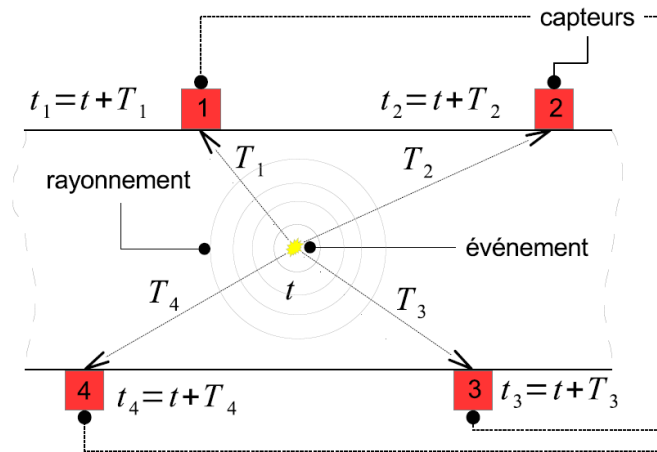 capteurs
t₁=t+T₁
1
t₂=t+T₂
2
T₁
T₂
rayonnement
événement
t
T₄
T₃
4
t₄=t+T₄
3
t₃=t+T₃